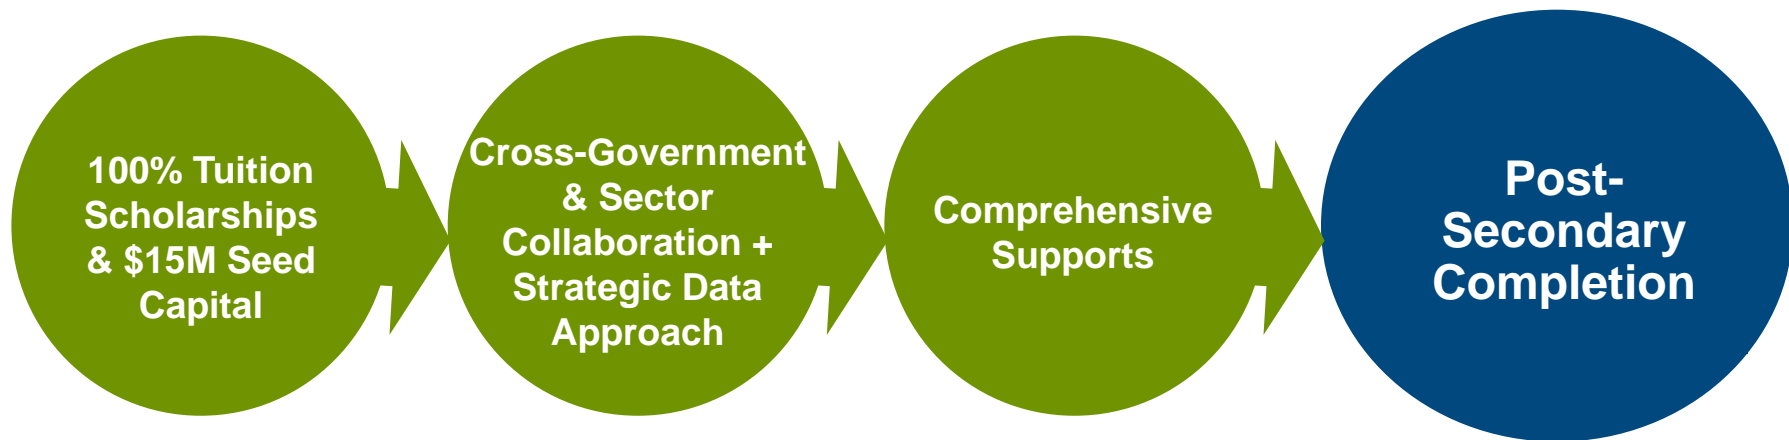 100% Tuition
Scholarships
& $15M Seed
Capital
Cross-Government
& Sector
Collaboration +
Strategic Data
Approach
Comprehensive
Supports
Post-
Secondary
Completion